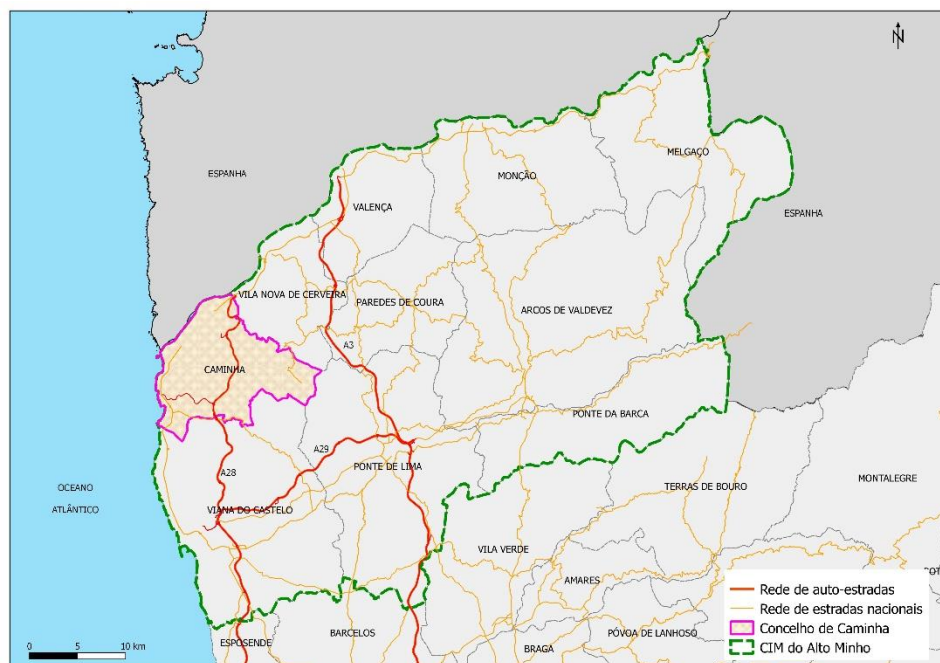 N
MELGAÇO
MONÇÃO
ESPANHA
VALENÇA
ESPANHA
VILA NOVA DE CERVEIRA
PAREDES DE COURA
ARCOS DE VALDEVEZ
A3
CAMINHA
PONTE DA BARCA
A29
PONTE DE LIMA
A28
MONTALEGRE
TERRAS DE BOURO
OCEANO
ATLÂNTICO
VIANA DO CASTELO
VILA VERDE
AMARES
ESPOSENDE
BARCELOS
BRAGA
PÓVOA DE LANHOSO
Rede de auto-estradas
Rede de estradas nacionais
Concelho de Caminha
CIM do Alto Minho
0 5 10 km